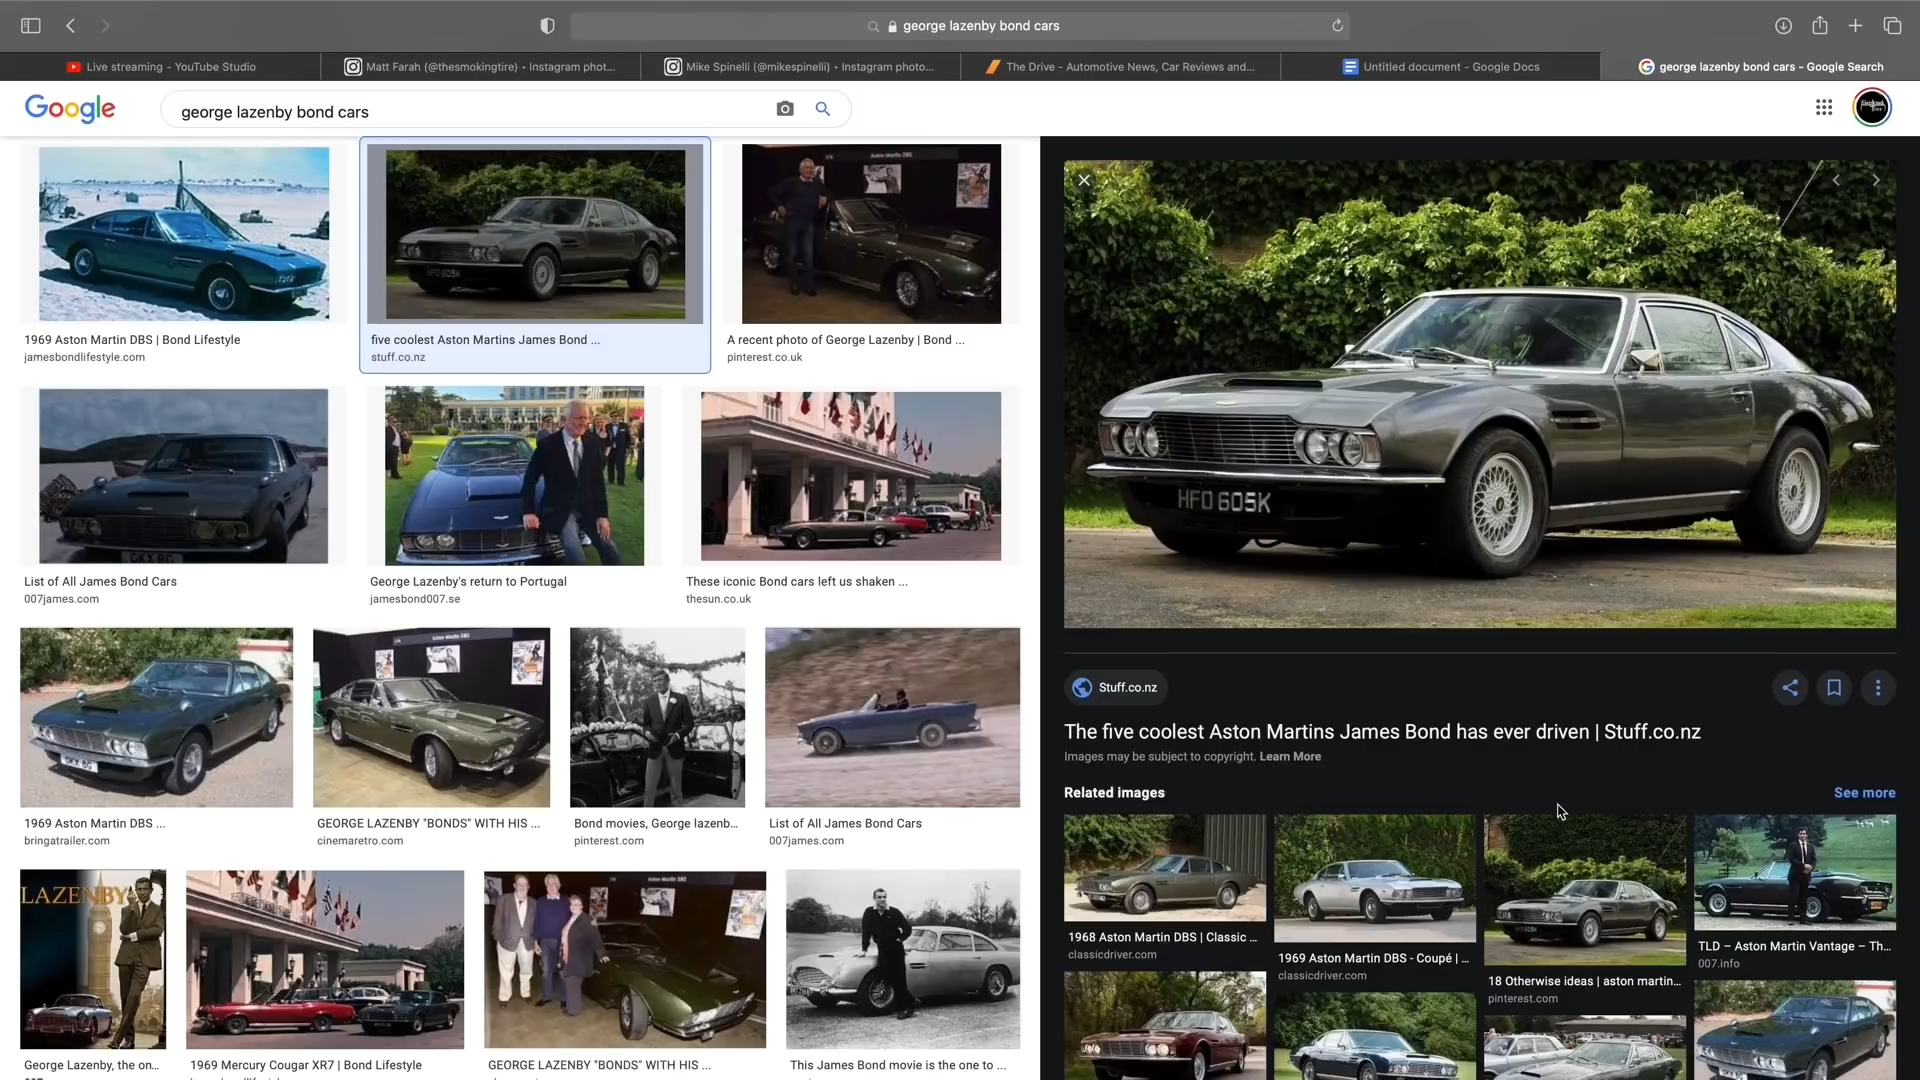 george lazenby bond cars
Live streaming - YouTube Studio
Matt Farah (@thesmokingtire) • Instagram phot...
Mike Spinelli (@mikespinelli) • Instagram photo...
The Drive - Automotive News, Car Reviews and...
Untitled document - Google Docs
george lazenby bond cars - Google Search
Google
george lazenby bond cars
1969 Aston Martin DBS | Bond Lifestyle
jamesbondlifestyle.com
five coolest Aston Martins James Bond ...
stuff.co.nz
A recent photo of George Lazenby | Bond ...
pinterest.co.uk
HFO 605K
List of All James Bond Cars
007james.com
George Lazenby's return to Portugal
jamesbond007.se
These iconic Bond cars left us shaken ...
thesun.co.uk
1969 Aston Martin DBS ...
bringatrailer.com
GEORGE LAZENBY "BONDS" WITH HIS ...
cinemaretro.com
Bond movies, George lazenb...
pinterest.com
List of All James Bond Cars
007james.com
LAZENBY
George Lazenby, the on...
1969 Mercury Cougar XR7 | Bond Lifestyle
GEORGE LAZENBY "BONDS" WITH HIS ...
This James Bond movie is the one to ...
Stuff.co.nz
The five coolest Aston Martins James Bond has ever driven | Stuff.co.nz
Images may be subject to copyright. Learn More
Related images
See more
1968 Aston Martin DBS | Classic ...
classicdriver.com
1969 Aston Martin DBS - Coupé | ...
classicdriver.com
18 Otherwise ideas | aston martin...
pinterest.com
TLD – Aston Martin Vantage – Th...
007.info